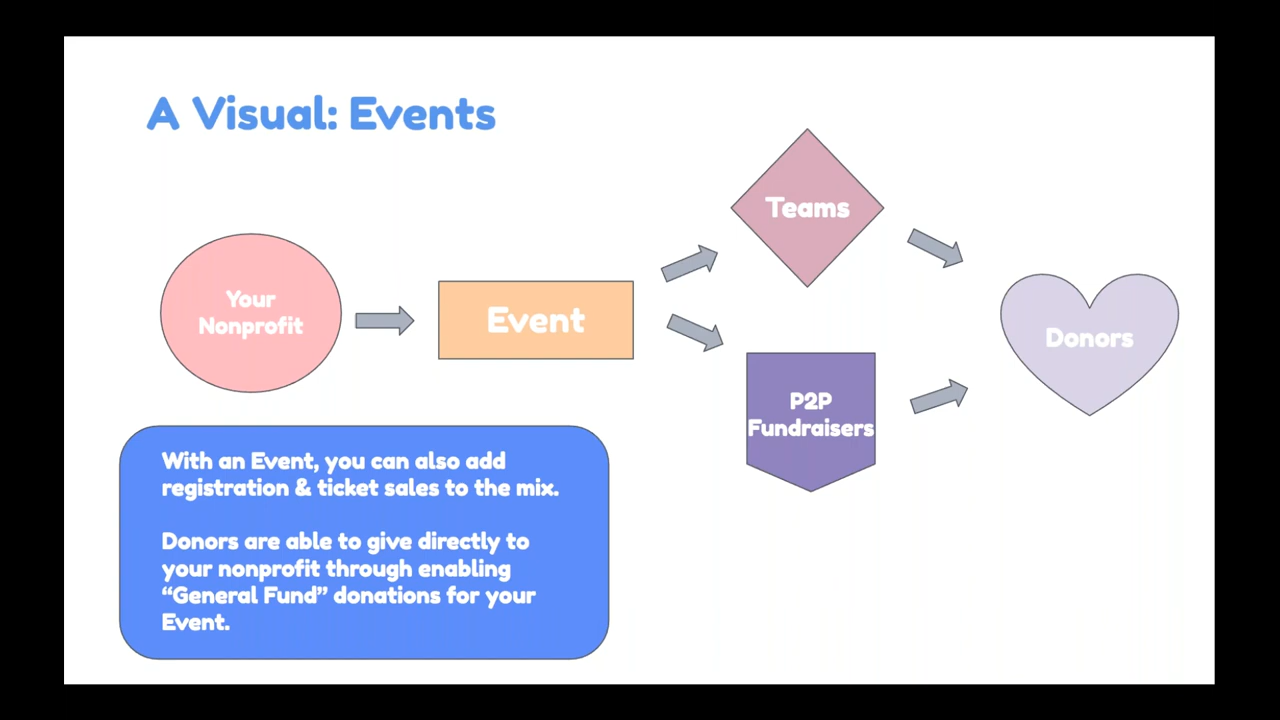 A Visual: Events
Teams
Your
Nonprofit
Event
Donors
P2P
Fundraisers
With an Event, you can also add
registration & ticket sales to the mix.
Donors are able to give directly to
your nonprofit through enabling
“General Fund” donations for your
Event.